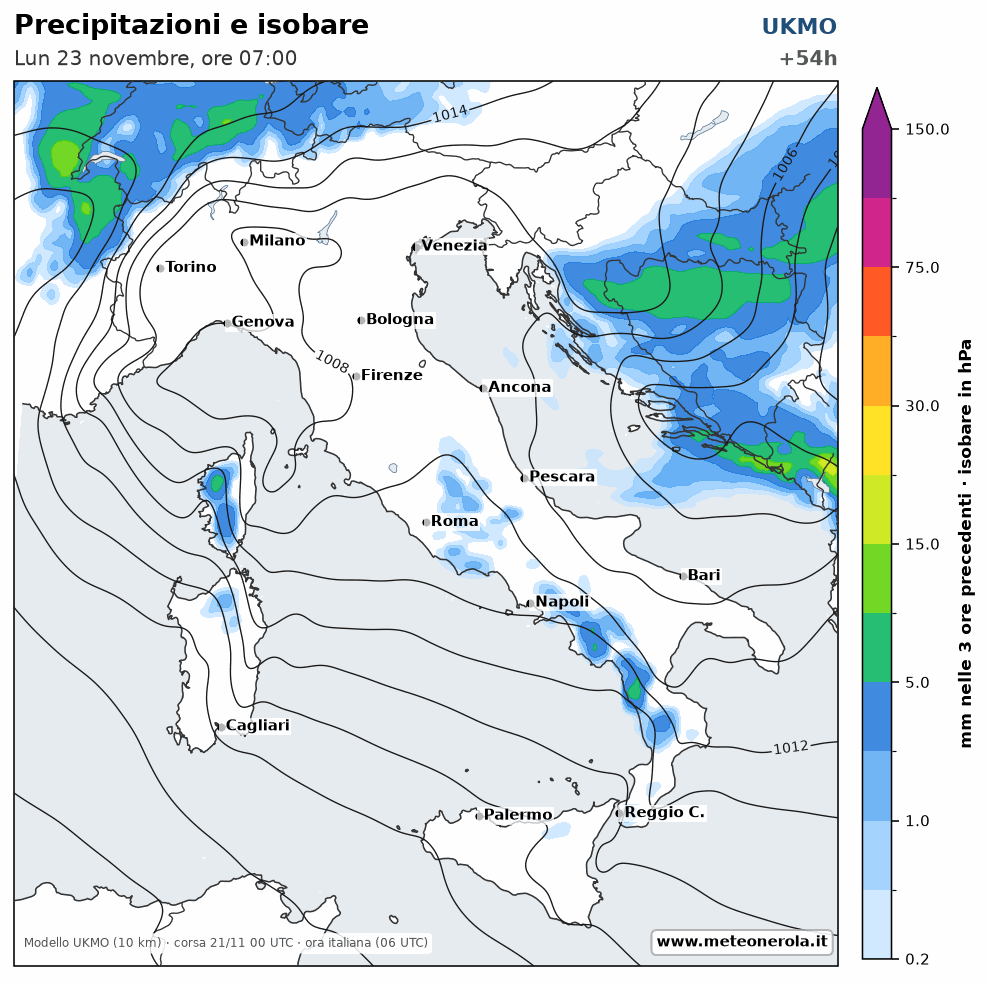 Precipitazioni e isobare
UKMO
Lun 23 novembre, ore 07:00
+54h
1014
1006
Milano
Venezia
Torino
Genova
Bologna
1008
Firenze
Ancona
Pescara
Roma
Bari
Napoli
Cagliari
1012
Palermo
Reggio C.
Modello UKMO (10 km) · corsa 21/11 00 UTC · ora italiana (06 UTC)
www.meteonerola.it
150.0
75.0
30.0
15.0
5.0
1.0
0.2
mm nelle 3 ore precedenti · isobare in hPa